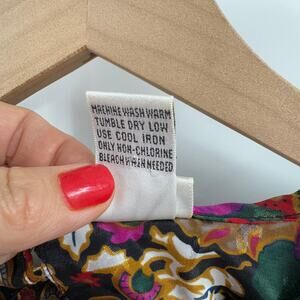 MACHINE WASH WARM
TUMBLE DRY LOW
USE COOL IRON
ONLY NON-CHLORINE
BLEACH WHEN NEEDED